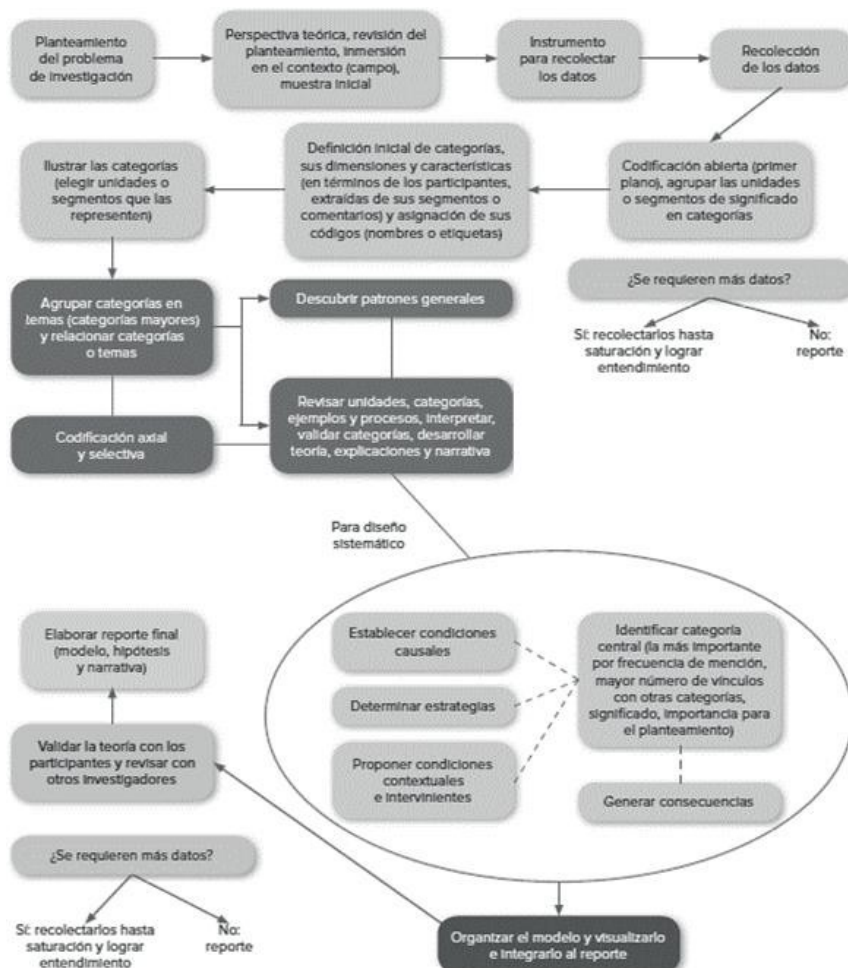 Planteamiento
del problema
de investigación
Perspectiva teórica, revisión del
planteamiento, inmersión
en el contexto (campo),
muestra inicial
Instrumento
para recolectar
los datos
Recolección
de los datos
Ilustrar las categorías
(elegir unidades o
segmentos que las
representen)
Definición inicial de categorías,
sus dimensiones y características
(en términos de los participantes,
extraídas de sus segmentos o
comentarios) y asignación de sus
códigos (nombres o etiquetas)
Codificación abierta (primer
plano), agrupar las unidades
o segmentos de significado
en categorías
¿Se requieren más datos?
Sí: recolectarlos hasta
saturación y lograr
entendimiento
No:
reporte
Agrupar categorías en
temas (categorías mayores)
y relacionar categorías
o temas
Descubrir patrones generales
Codificación axial
y selectiva
Revisar unidades, categorías,
ejemplos y procesos, interpretar,
validar categorías, desarrollar
teoría, explicaciones y narrativa
Para diseño
sistemático
Establecer condiciones
causales
Determinar estrategias
Proponer condiciones
contextuales
e intervinientes
Identificar categoría
central (la más importante
por frecuencia de mención,
mayor número de vínculos
con otras categorías,
significado, importancia para
el planteamiento)
Generar consecuencias
Organizar el modelo y visualizarlo
e integrarlo al reporte
Elaborar reporte final
(modelo, hipótesis
y narrativa)
Validar la teoría con los
participantes y revisar con
otros investigadores
¿Se requieren más datos?
Sí: recolectarlos hasta
saturación y lograr
entendimiento
No:
reporte